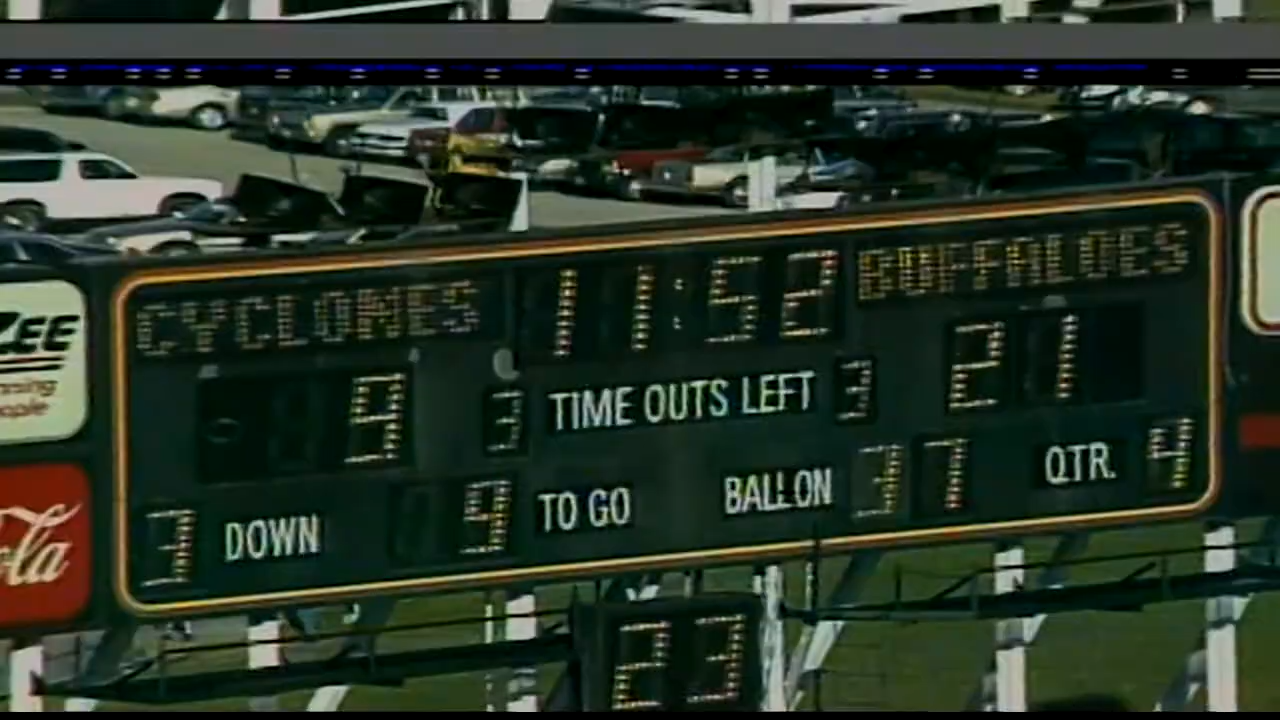 CYCLONES 11:52 BUFFALOES
9 3 TIME OUTS LEFT 3 21
3 DOWN 9 TO GO BALL ON 37 QTR. 4
23
ZEE
ola